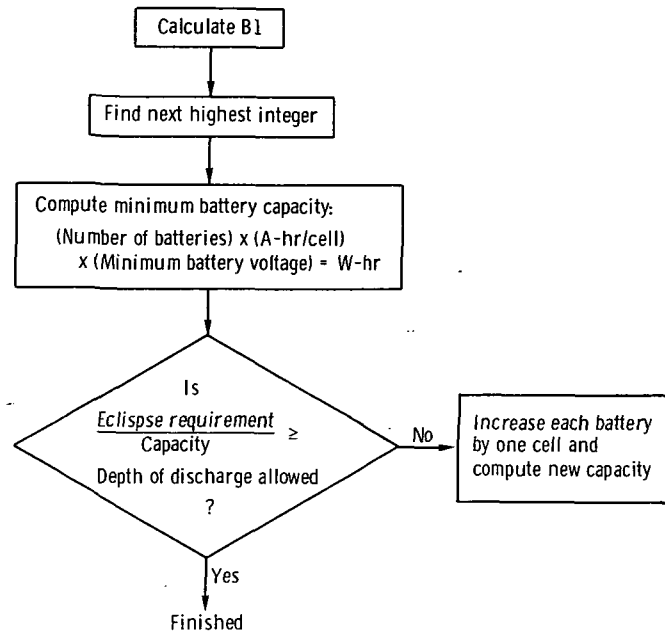 Calculate B1
Find next highest integer
Compute minimum battery capacity:
(Number of batteries) x (A-hr/cell)
x (Minimum battery voltage) = W-hr
Is
Eclispse requirement
Capacity
≥
Depth of discharge allowed
?
No
Increase each battery
by one cell and
compute new capacity
Yes
Finished